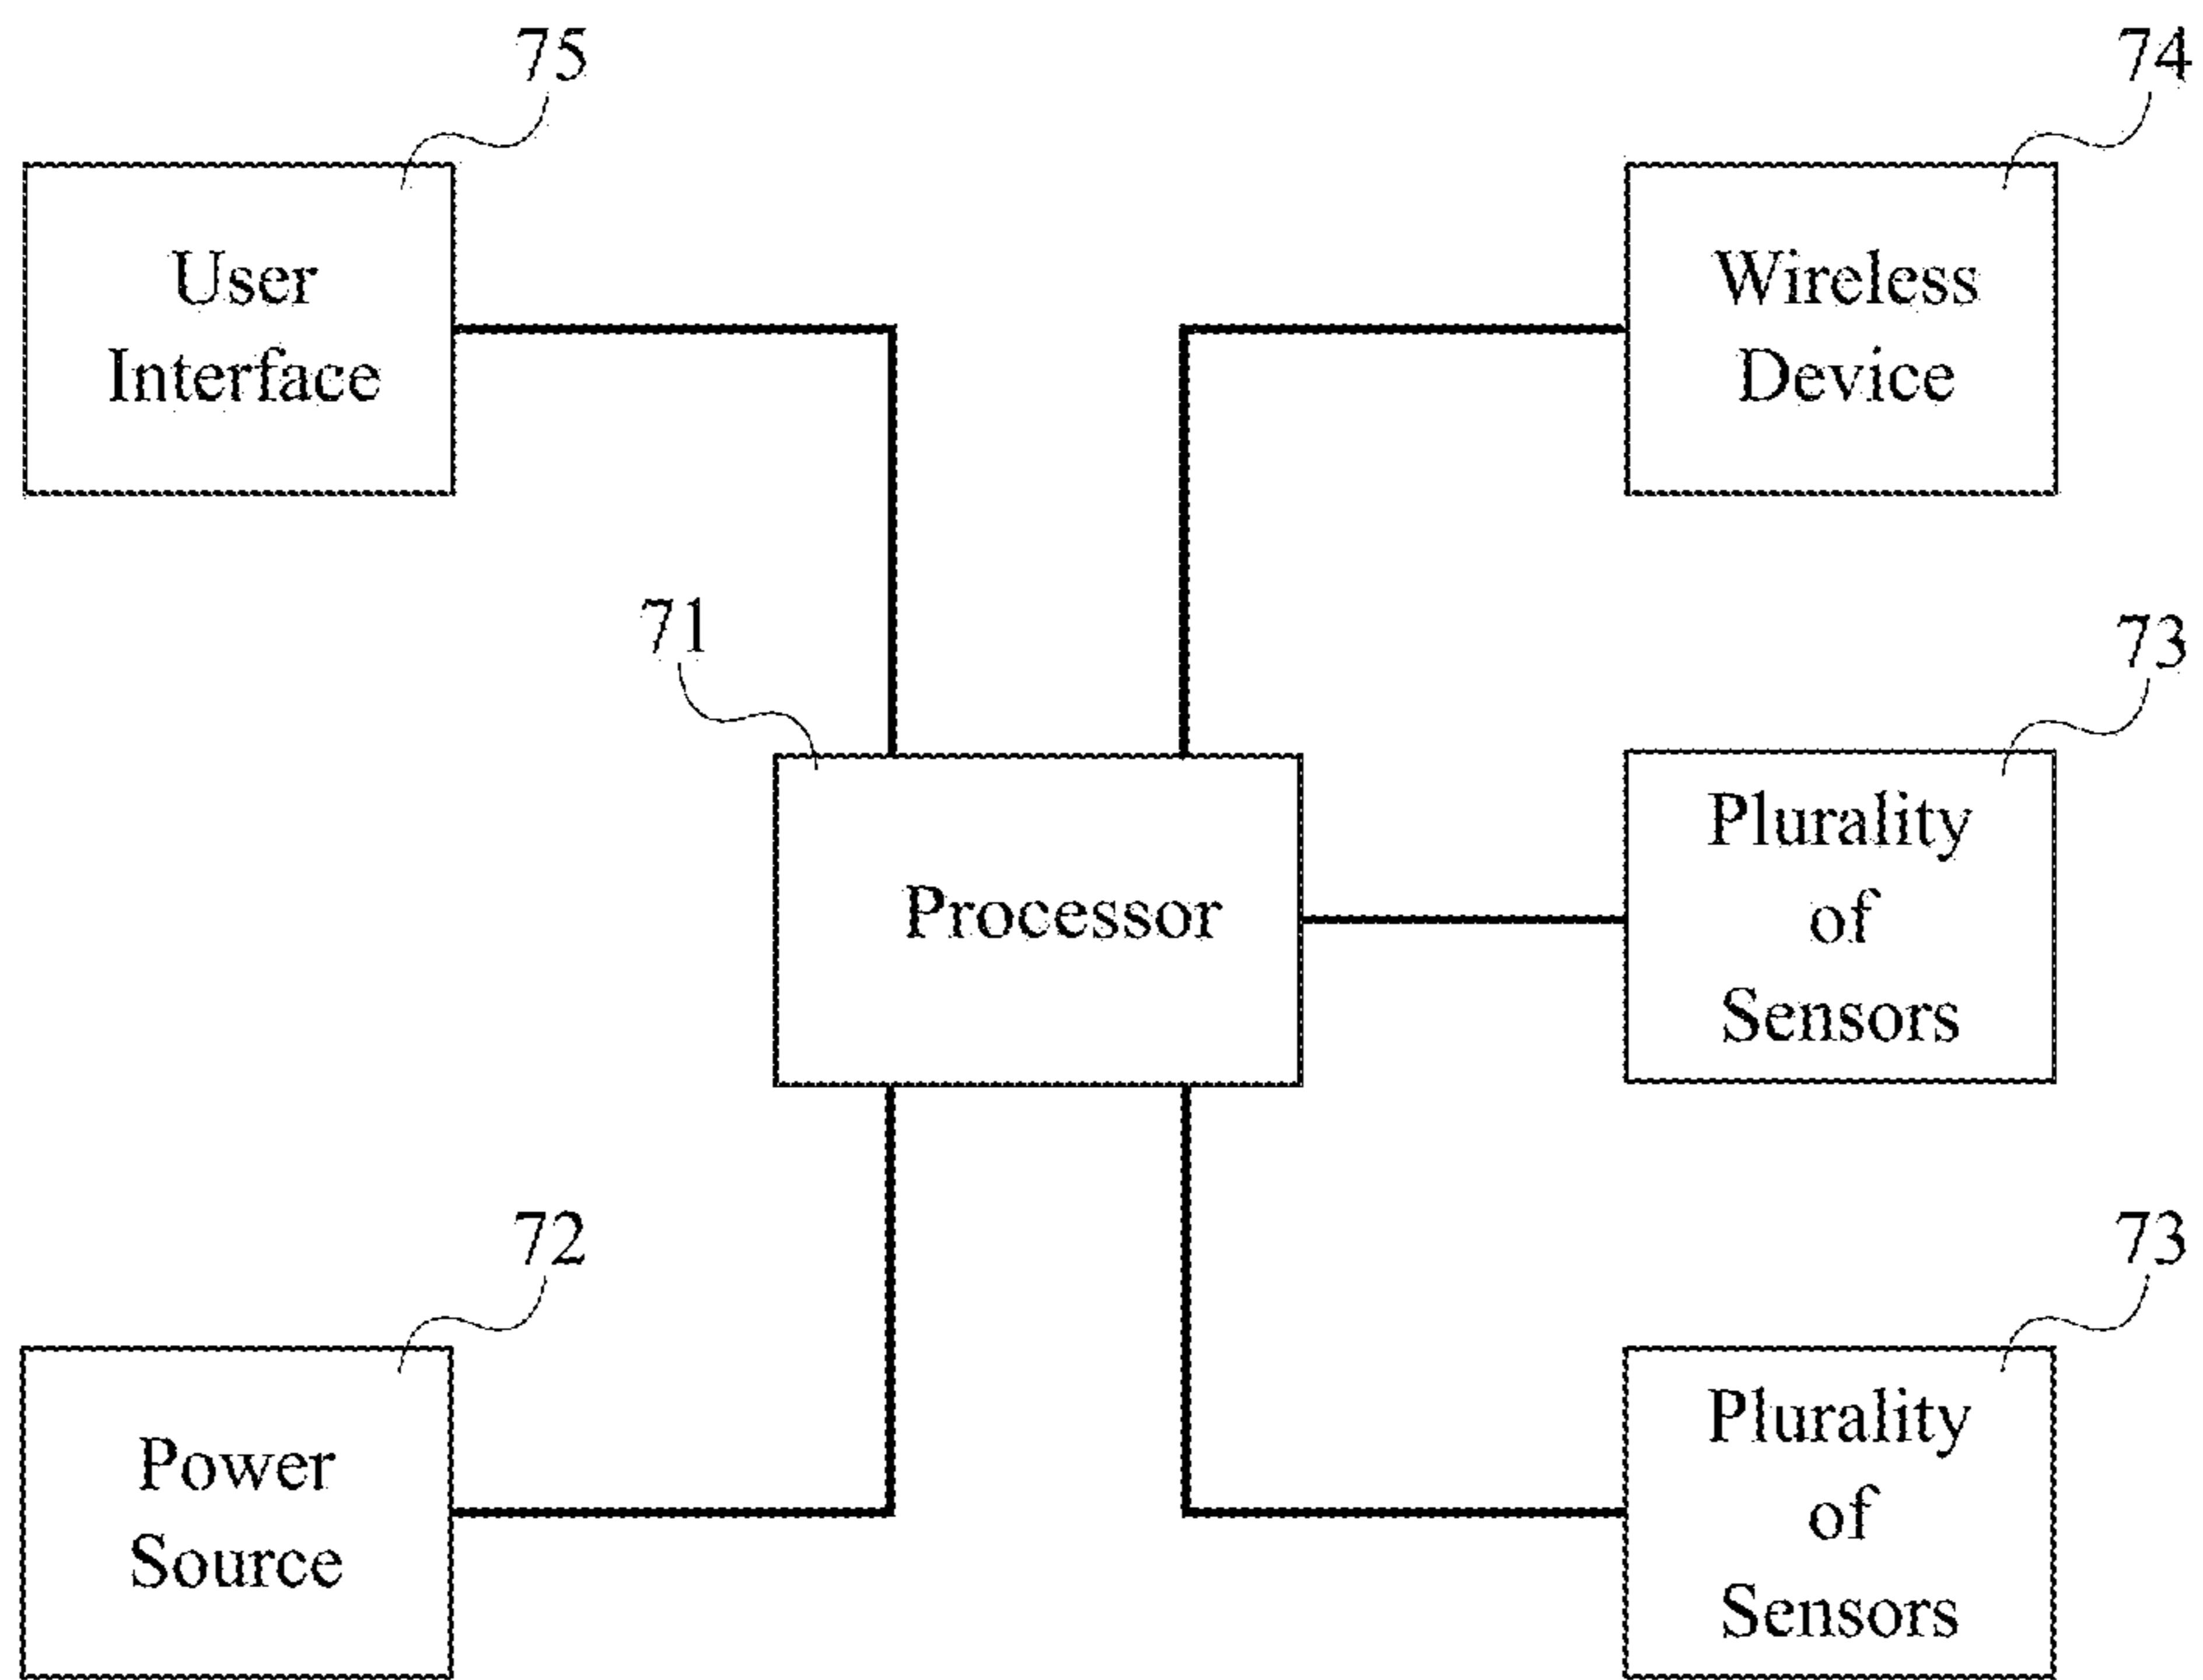 75
74
User
Interface
Wireless
Device
71
73
Processor
Plurality
of
Sensors
72
73
Power
Source
Plurality
of
Sensors